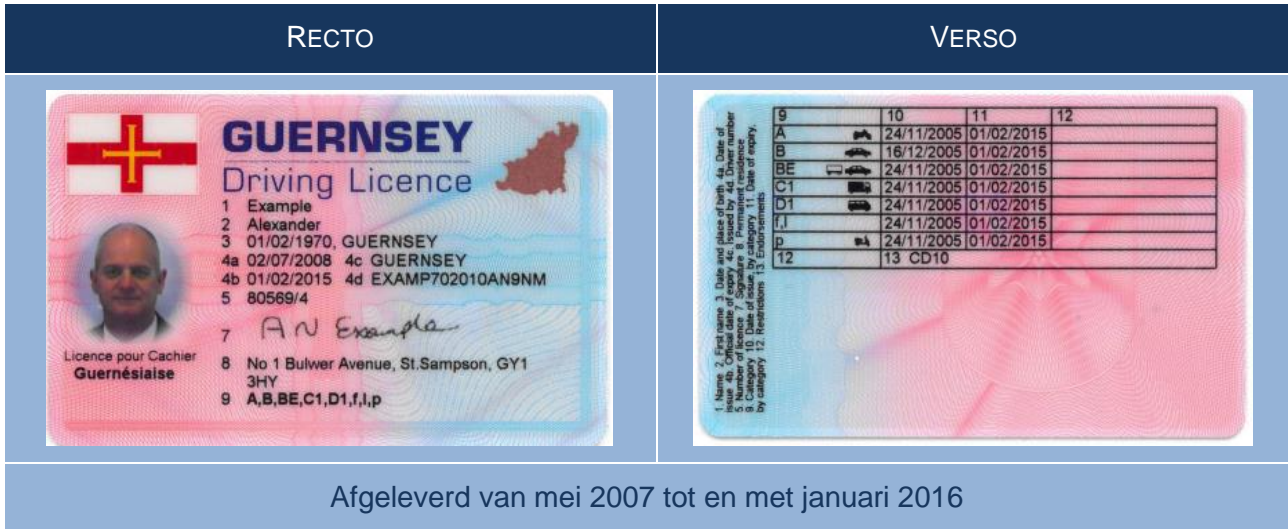 RECTO
VERSO
GUERNSEY
Driving Licence
1 Example
2 Alexander
3 01/02/1970, GUERNSEY
4a 02/07/2008 4c GUERNSEY
4b 01/02/2015 4d EXAMP702010AN9NM
5 80569/4
7 A N Example
Licence pour Cachier
Guernésiaise
8 No 1 Bulwer Avenue, St.Sampson, GY1
3HY
9 A,B,BE,C1,D1,f,l,p
1. Name 2. First name 3. Date and place of birth 4a. Date of
issue 4b. Official date of expiry 4c. Issued by 4d. Driver number
5. Number of licence 7. Signature 8. Permanent residence
9. Category 10. Date of issue, by category 11. Date of expiry,
by category 12. Restrictions 13. Endorsements
9 10 11 12
A 24/11/2005 01/02/2015
B 16/12/2005 01/02/2015
BE 24/11/2005 01/02/2015
C1 24/11/2005 01/02/2015
D1 24/11/2005 01/02/2015
f,l 24/11/2005 01/02/2015
p 24/11/2005 01/02/2015
12 13 CD10
Afgeleverd van mei 2007 tot en met januari 2016